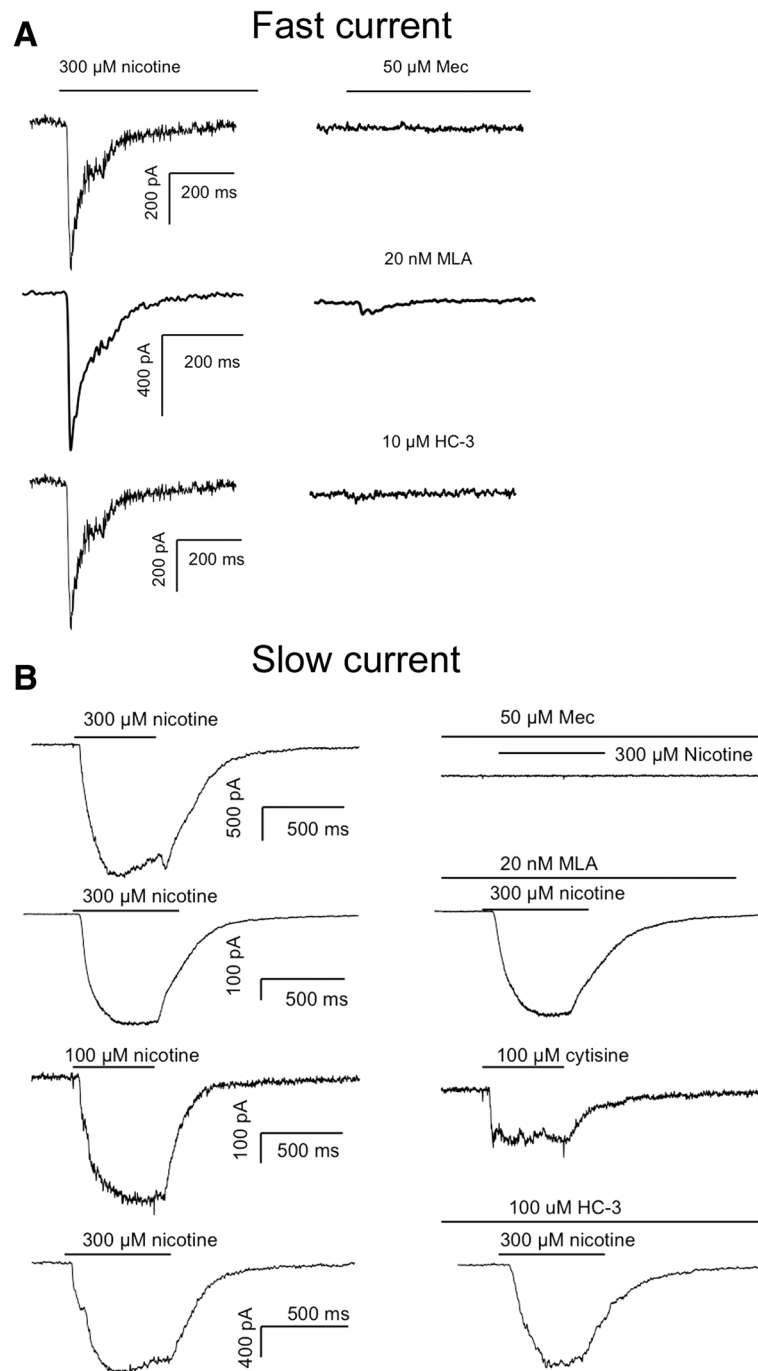 A
Fast current
300 µM nicotine
50 µM Mec
200 pA
200 ms
20 nM MLA
400 pA
200 ms
10 µM HC-3
200 pA
200 ms
B
Slow current
300 µM nicotine
50 µM Mec
300 µM Nicotine
500 pA
500 ms
20 nM MLA
300 µM nicotine
300 µM nicotine
100 pA
500 ms
100 µM nicotine
100 µM cytisine
100 pA
500 ms
100 uM HC-3
300 µM nicotine
300 µM nicotine
400 pA
500 ms